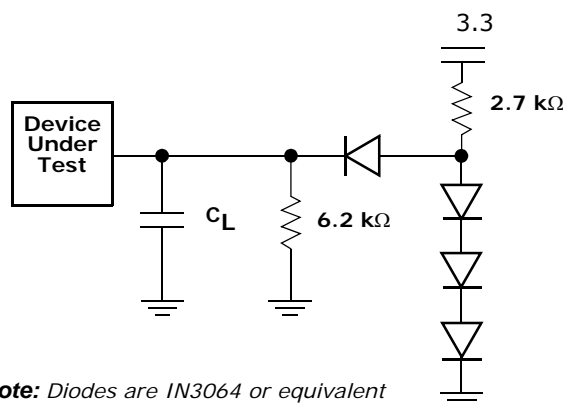 3.3
2.7 kΩ
Device
Under
Test
CL
6.2 kΩ
ote: Diodes are IN3064 or equivalent